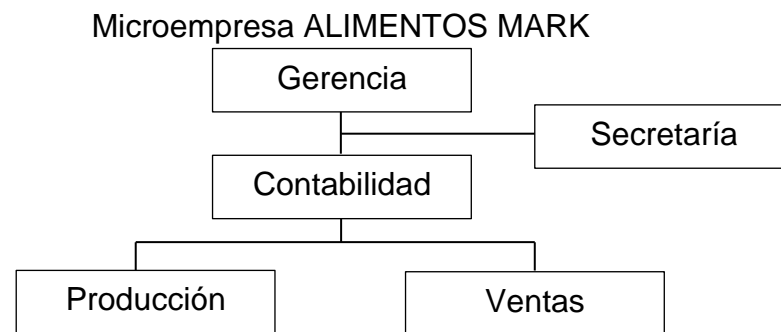 Microempresa ALIMENTOS MARK
Gerencia
Secretaría
Contabilidad
Producción
Ventas